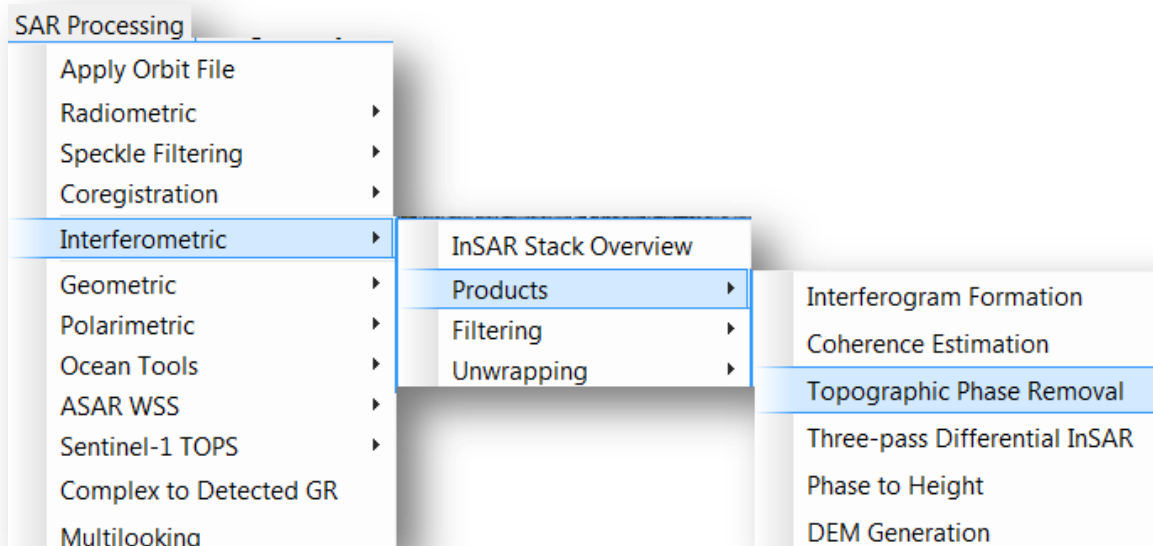 SAR Processing
Apply Orbit File
Radiometric
Speckle Filtering
Coregistration
Interferometric
Geometric
Polarimetric
Ocean Tools
ASAR WSS
Sentinel-1 TOPS
Complex to Detected GR
Multilooking
InSAR Stack Overview
Products
Filtering
Unwrapping
Interferogram Formation
Coherence Estimation
Topographic Phase Removal
Three-pass Differential InSAR
Phase to Height
DEM Generation